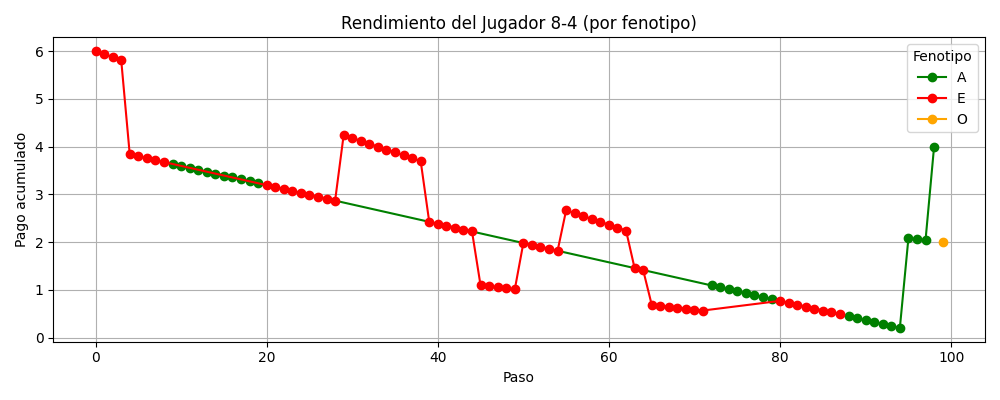 Rendimiento del Jugador 8-4 (por fenotipo)
Pago acumulado
6
5
4
3
2
1
0
0 20 40 60 80 100
Paso
Fenotipo
A
E
O